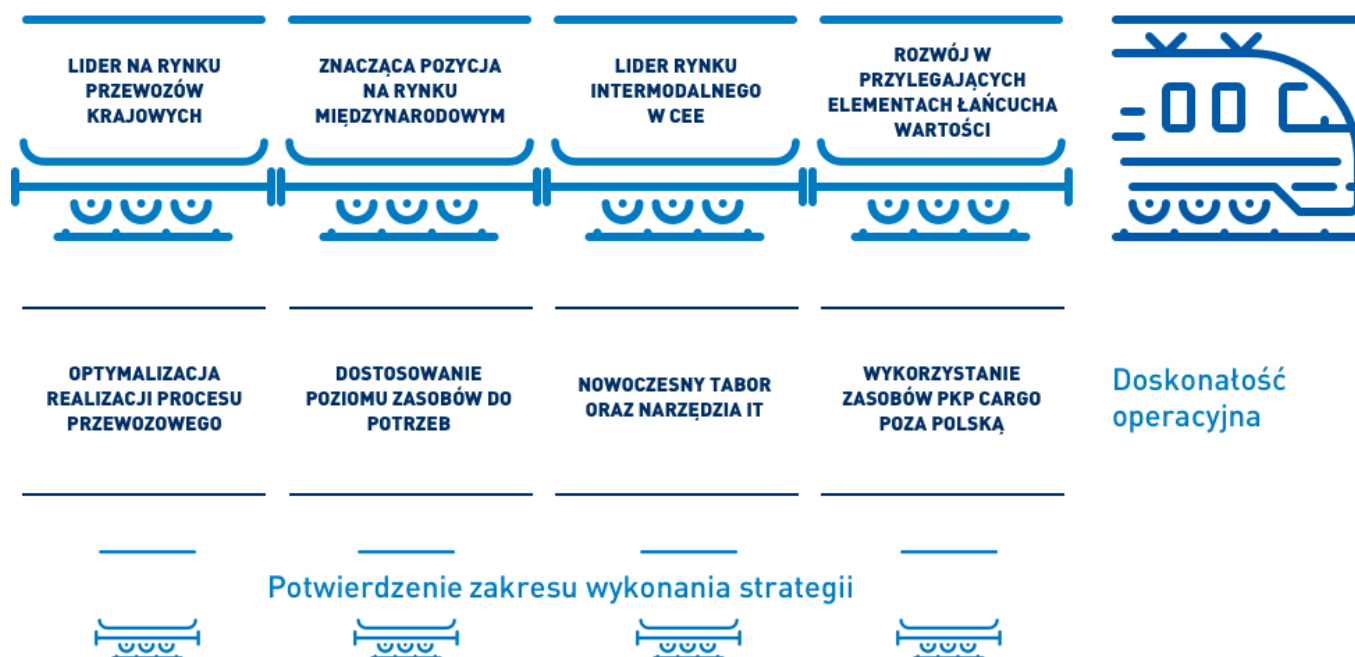 LIDER NA RYNKU
PRZEWOZÓW
KRAJOWYCH
ZNACZĄCA POZYCJA
NA RYNKU
MIĘDZYNARODOWYM
LIDER RYNKU
INTERMODALNEGO
W CEE
ROZWÓJ W
PRZYLEGAJĄCYCH
ELEMENTACH ŁAŃCUCHA
WARTOŚCI
OPTYMALIZACJA
REALIZACJI PROCESU
PRZEWOZOWEGO
DOSTOSOWANIE
POZIOMU ZASOBÓW DO
POTRZEB
NOWOCZESNY TABOR
ORAZ NARZĘDZIA IT
WYKORZYSTANIE
ZASOBÓW PKP CARGO
POZA POLSKĄ
Doskonałość
operacyjna
Potwierdzenie zakresu wykonania strategii